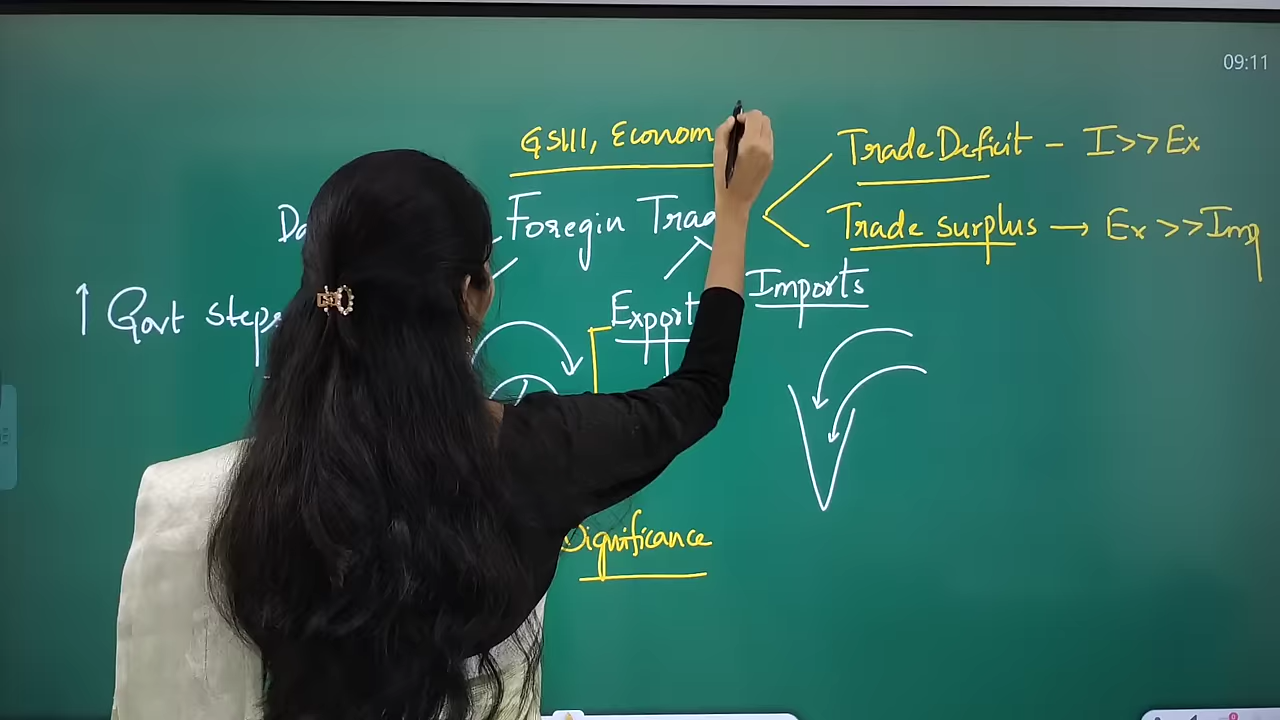 09:11
GSIII, Econom
Trade Deficit - I>>Ex
Foregin Trad
Trade surplus → Ex >>Imp
↑ Govt steps
Export
Imports
Significance